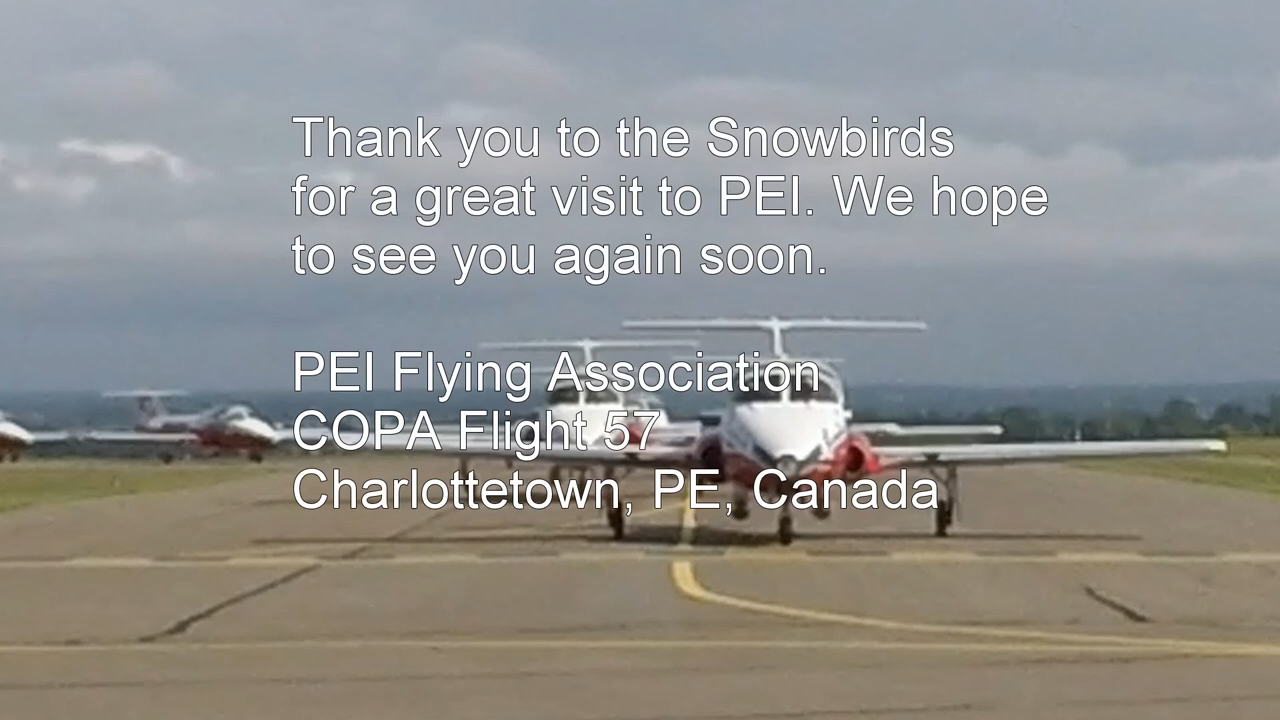 Thank you to the Snowbirds
for a great visit to PEI. We hope
to see you again soon.
PEI Flying Association
COPA Flight 57
Charlottetown, PE, Canada